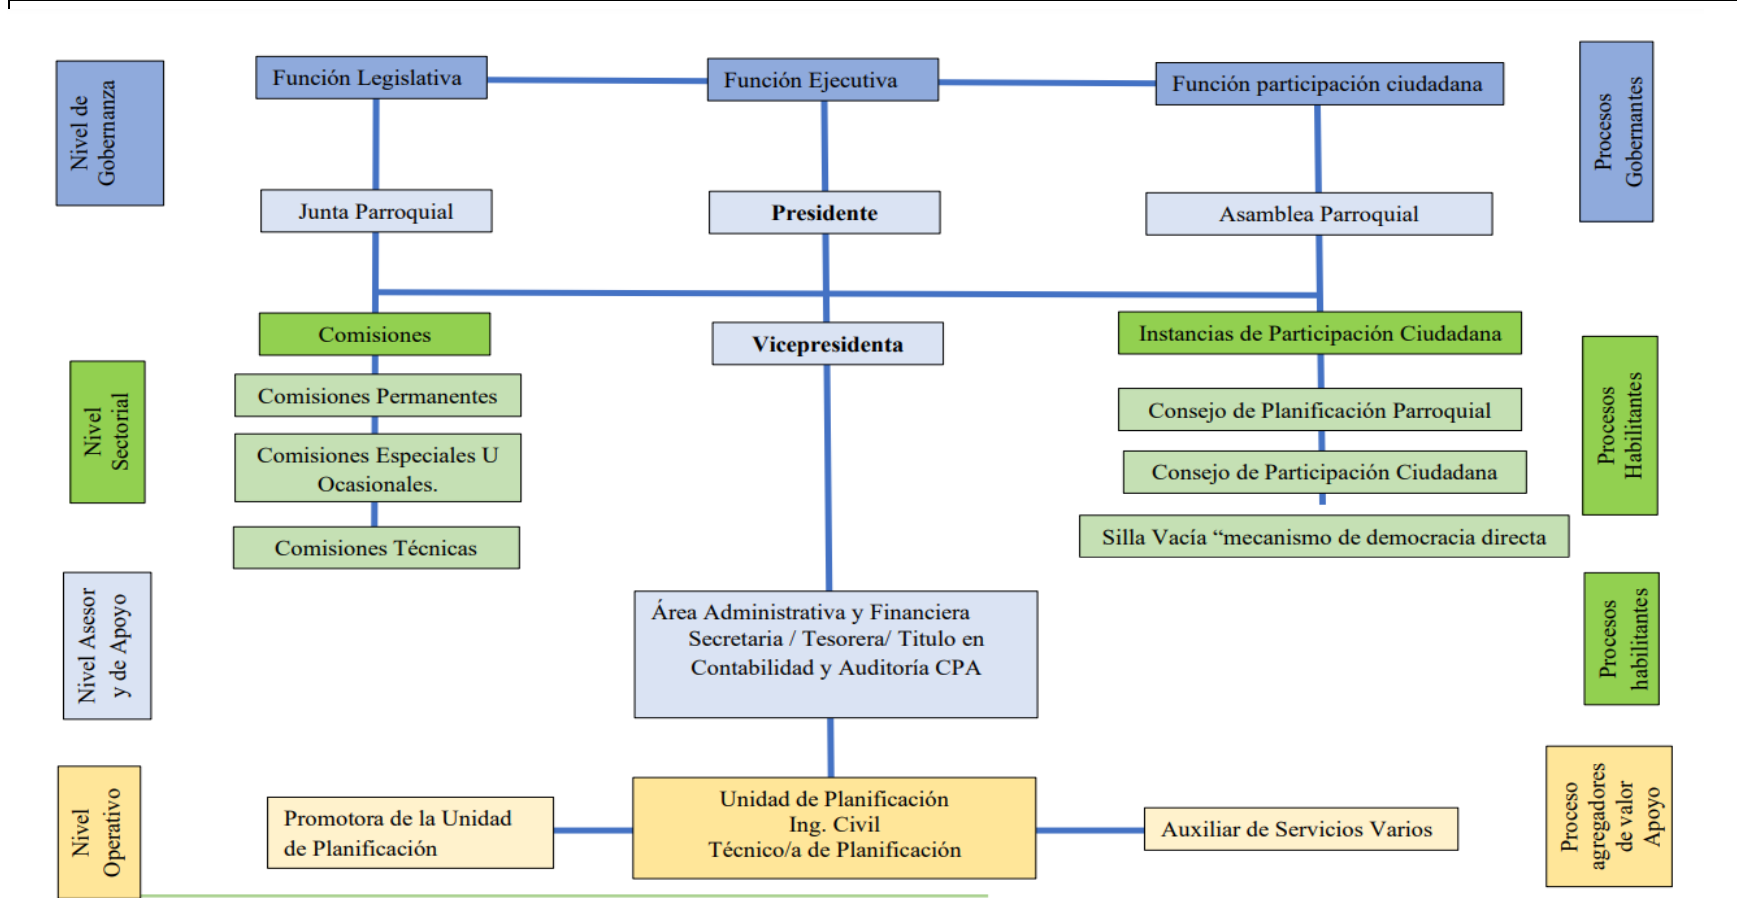 Nivel de
Gobernanza
Función Legislativa
Función Ejecutiva
Función participación ciudadana
Procesos
Gobernantes
Junta Parroquial
Presidente
Asamblea Parroquial
Nivel
Sectorial
Comisiones
Vicepresidenta
Instancias de Participación Ciudadana
Procesos
Habilitantes
Comisiones Permanentes
Consejo de Planificación Parroquial
Comisiones Especiales U
Ocasionales.
Consejo de Participación Ciudadana
Comisiones Técnicas
Silla Vacía “mecanismo de democracia directa
Nivel Asesor
y de Apoyo
Área Administrativa y Financiera
Secretaria / Tesorera/ Titulo en
Contabilidad y Auditoría CPA
Procesos
habilitantes
Nivel
Operativo
Promotora de la Unidad
de Planificación
Unidad de Planificación
Ing. Civil
Técnico/a de Planificación
Auxiliar de Servicios Varios
Proceso
agregadores
de valor
Apoyo